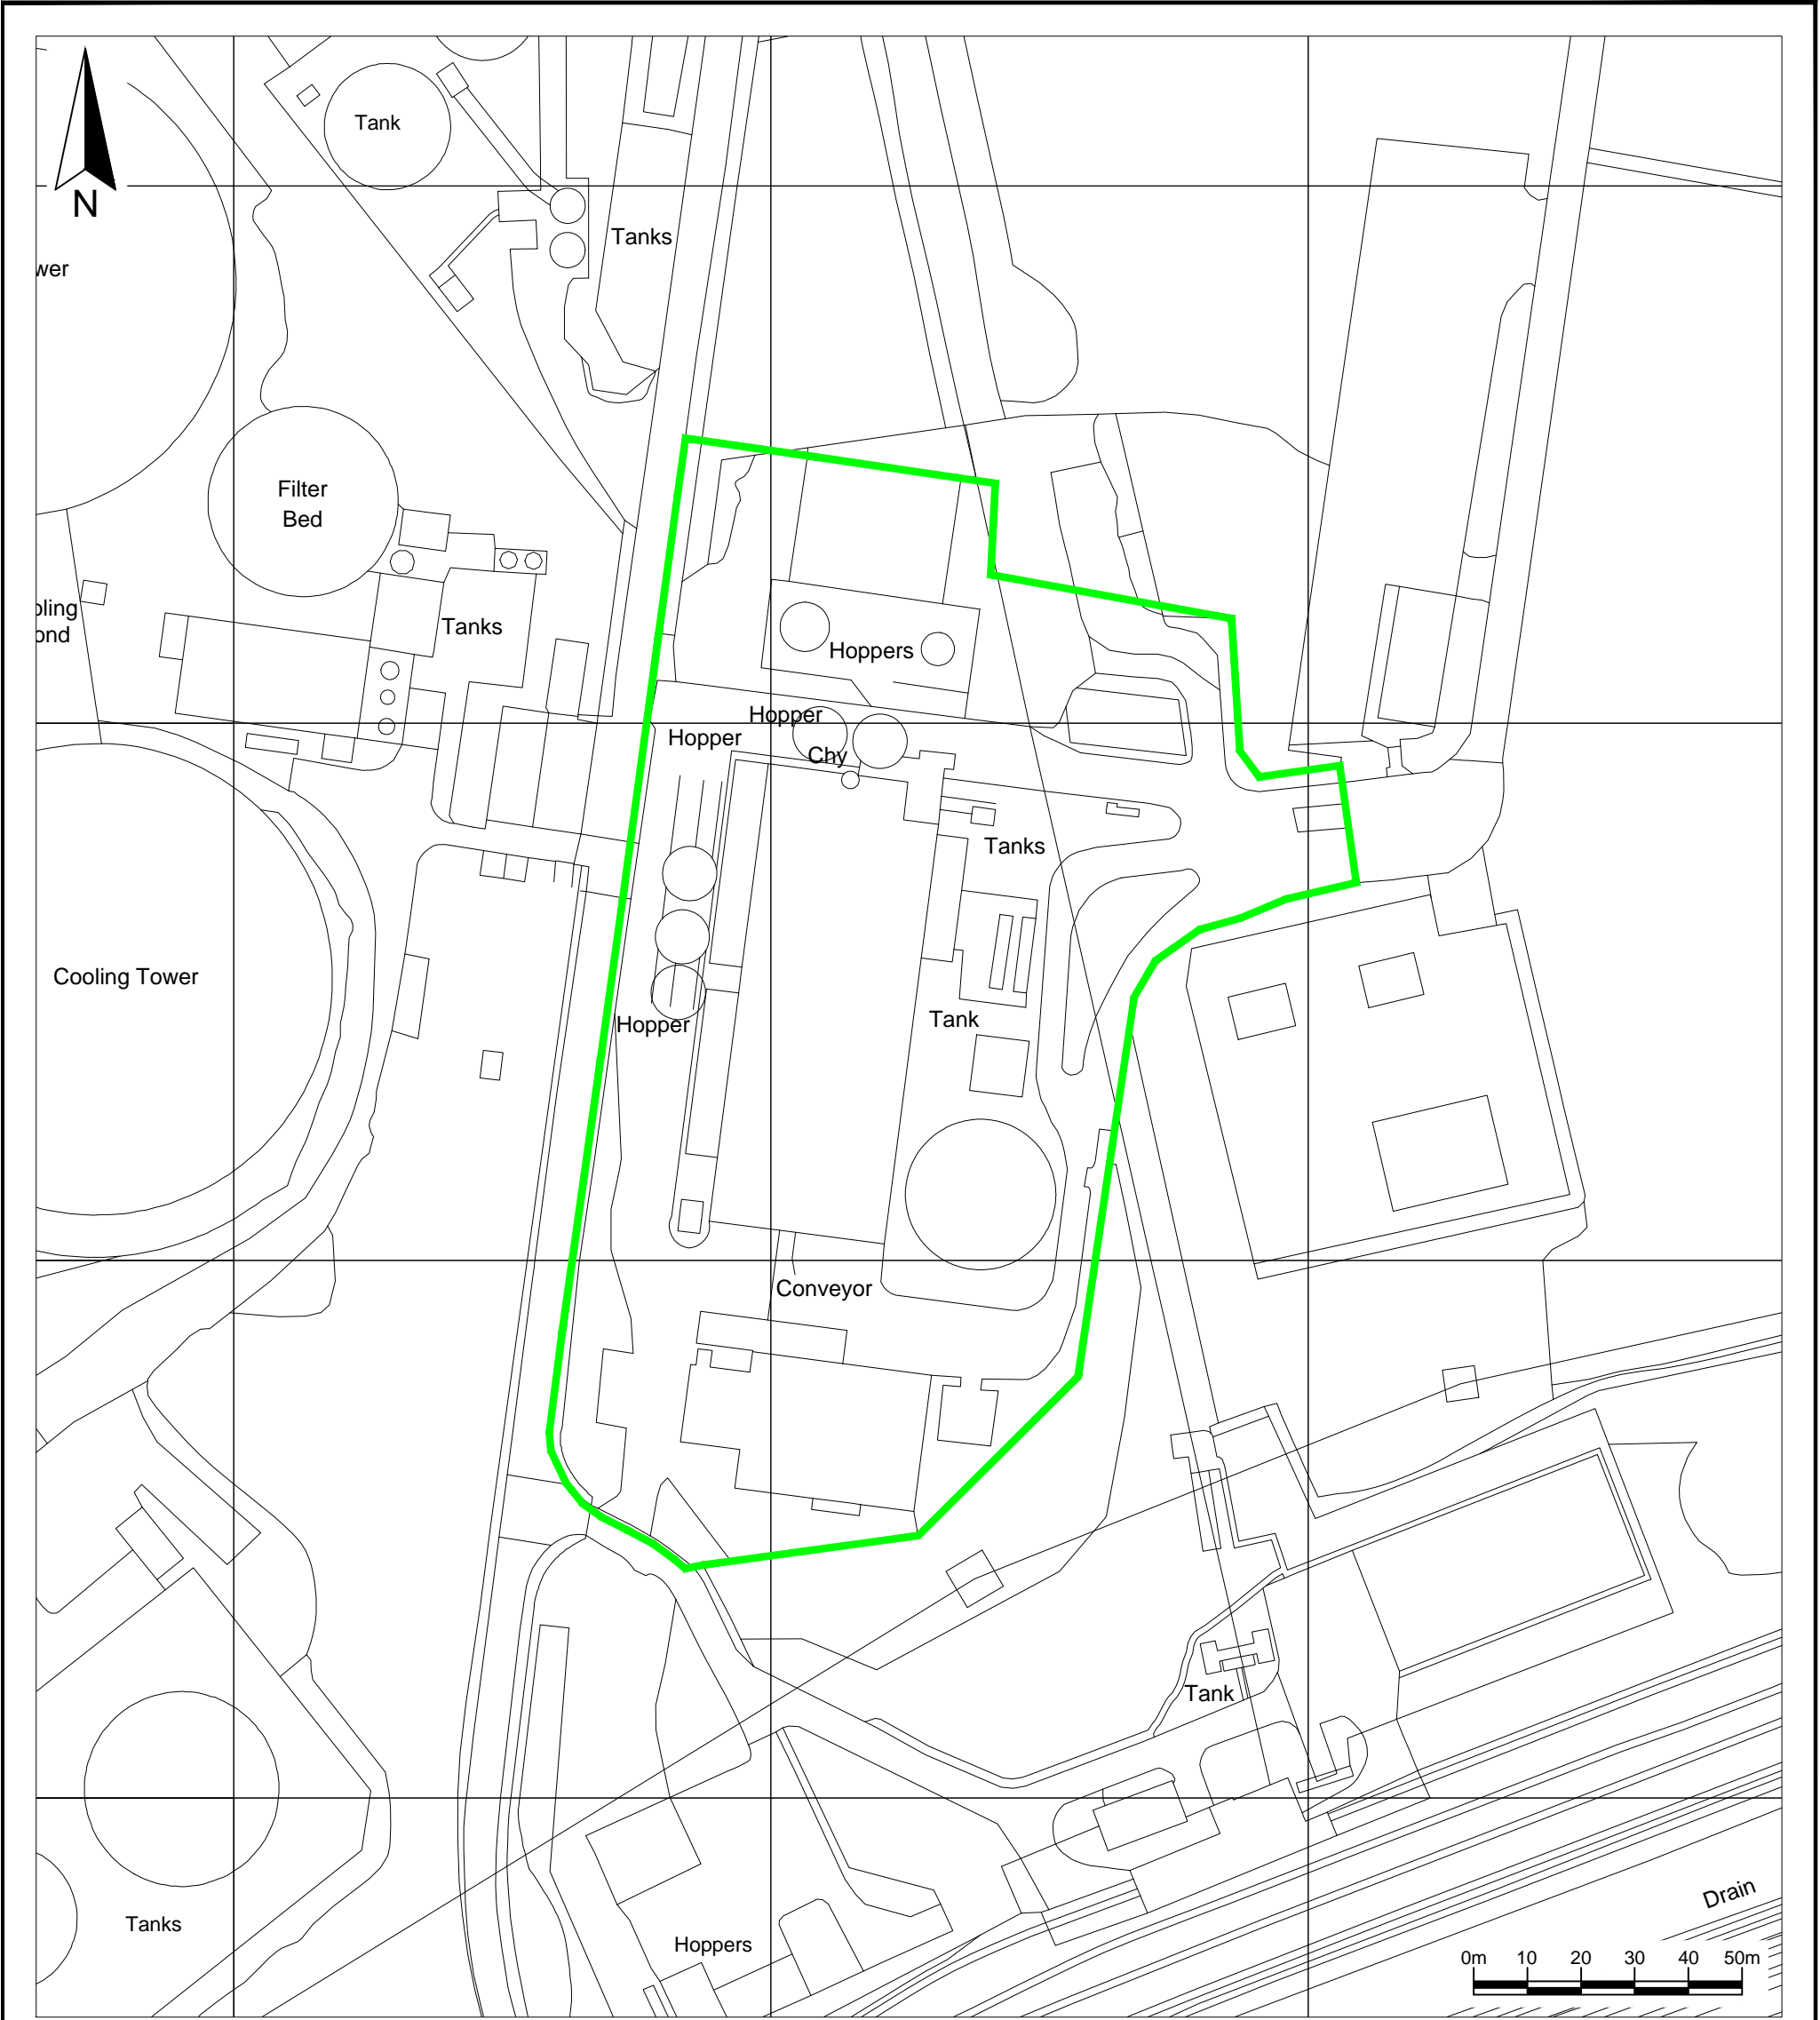 Tank
N
Tanks
wer
Filter
Bed
oling
ond
Tanks
Hoppers
Hopper
Hopper
Chy
Tanks
Cooling Tower
Hopper
Tank
Conveyor
Tank
Tanks
Hoppers
Drain
0m 10 20 30 40 50m